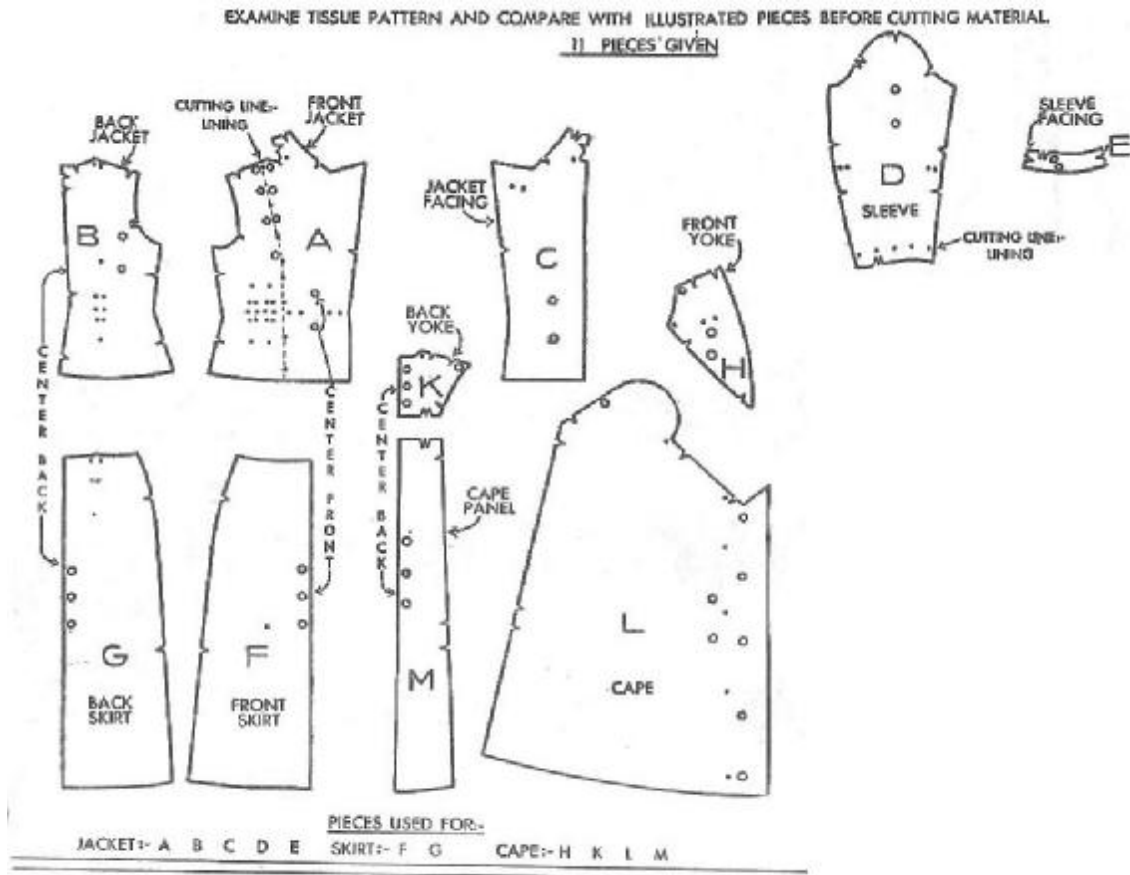 EXAMINE TISSUE PATTERN AND COMPARE WITH ILLUSTRATED PIECES BEFORE CUTTING MATERIAL
11 PIECES GIVEN
BACK
JACKET
B
CUTTING LINE:-
LINING
FRONT
JACKET
A
JACKET
FACING
C
D
SLEEVE
CUTTING LINE:-
LINING
SLEEVE
FACING
E
FRONT
YOKE
H
BACK
YOKE
K
CENTER BACK
CENTER FRONT
CENTER BACK
G
BACK
SKIRT
F
FRONT
SKIRT
CAPE
PANEL
M
L
CAPE
PIECES USED FOR:-
JACKET:- A B C D E SKIRT:- F G CAPE:- H K L M